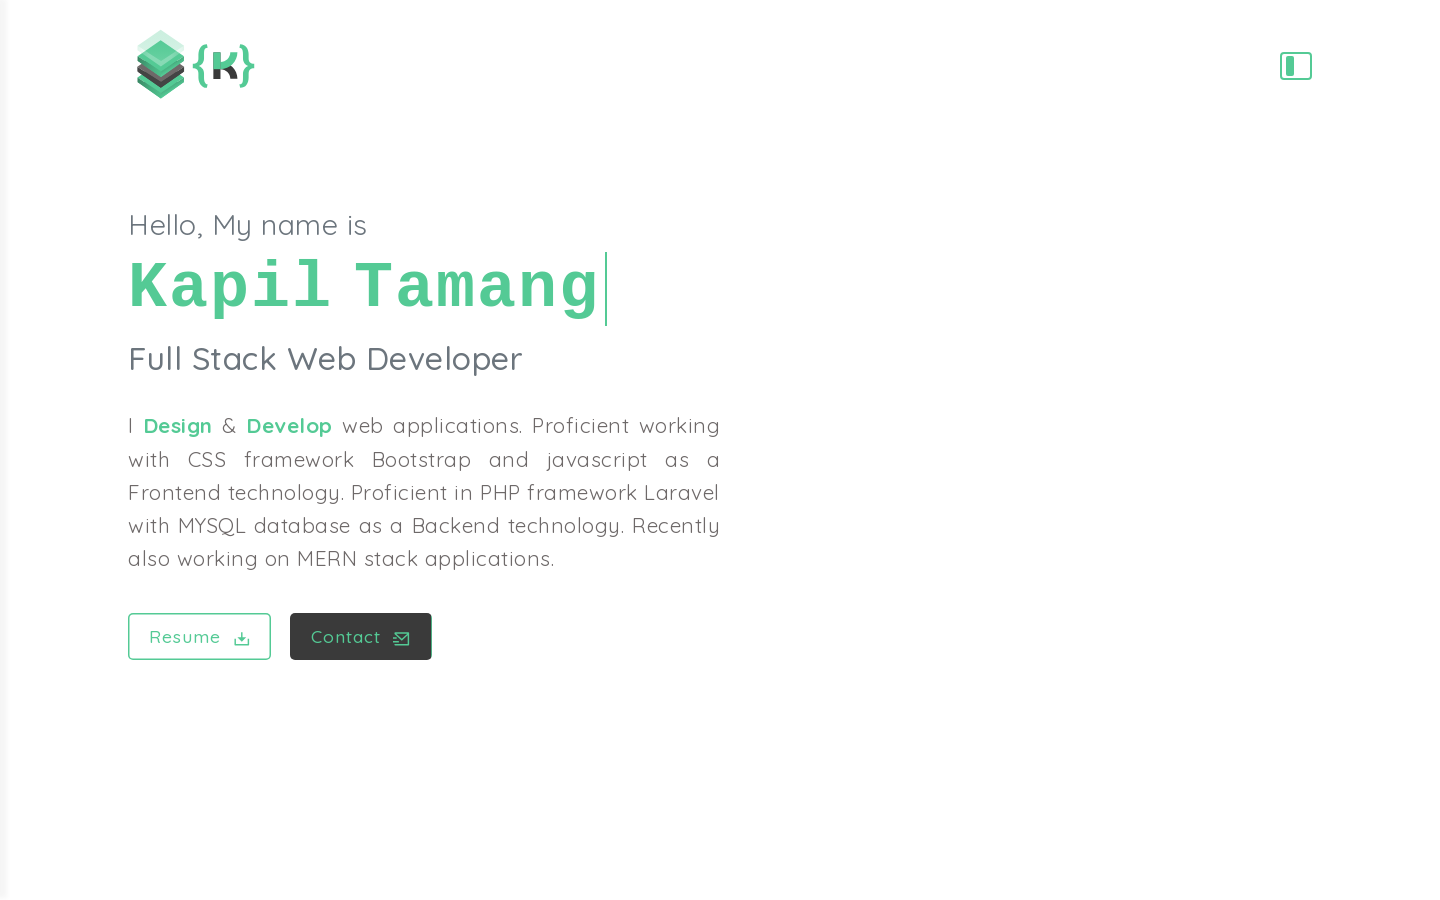 {K}
Hello, My name is
Kapil Tamang
Full Stack Web Developer
I Design & Develop web applications. Proficient working
with CSS framework Bootstrap and javascript as a
Frontend technology. Proficient in PHP framework Laravel
with MYSQL database as a Backend technology. Recently
also working on MERN stack applications.
Resume
Contact